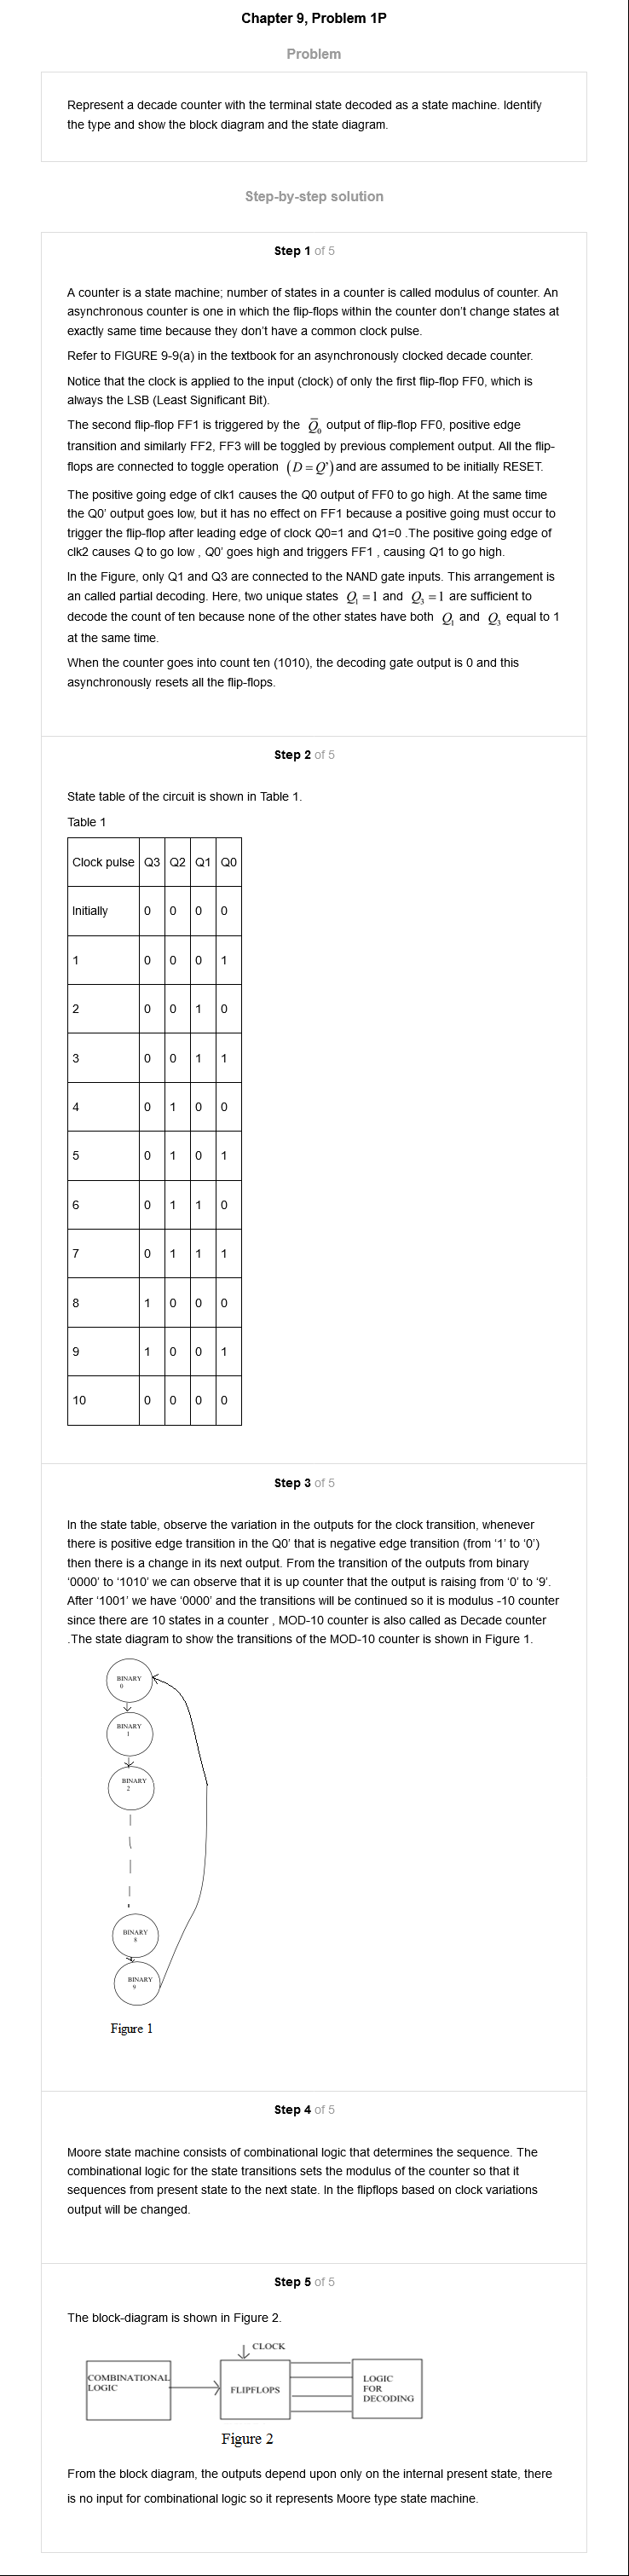 Chapter 9, Problem 1P
Problem
Represent a decade counter with the terminal state decoded as a state machine. Identify
the type and show the block diagram and the state diagram.
Step-by-step solution
Step 1 of 5
A counter is a state machine; number of states in a counter is called modulus of counter. An
asynchronous counter is one in which the flip-flops within the counter don't change states at
exactly same time because they don't have a common clock pulse.
Refer to FIGURE 9-9(a) in the textbook for an asynchronously clocked decade counter.
Notice that the clock is applied to the input (clock) of only the first flip-flop FF0, which is
always the LSB (Least Significant Bit).
The second flip-flop FF1 is triggered by the Q̅₀ output of flip-flop FF0, positive edge
transition and similarly FF2, FF3 will be toggled by previous complement output. All the flip-
flops are connected to toggle operation (D = Q') and are assumed to be initially RESET.
The positive going edge of clk1 causes the Q0 output of FF0 to go high. At the same time
the Q0' output goes low, but it has no effect on FF1 because a positive going must occur to
trigger the flip-flop after leading edge of clock Q0=1 and Q1=0 .The positive going edge of
clk2 causes Q to go low , Q0' goes high and triggers FF1 , causing Q1 to go high.
In the Figure, only Q1 and Q3 are connected to the NAND gate inputs. This arrangement is
an called partial decoding. Here, two unique states Q₁ = 1 and Q₃ = 1 are sufficient to
decode the count of ten because none of the other states have both Q₁ and Q₃ equal to 1
at the same time.
When the counter goes into count ten (1010), the decoding gate output is 0 and this
asynchronously resets all the flip-flops.
Step 2 of 5
State table of the circuit is shown in Table 1.
Table 1
Clock pulse Q3 Q2 Q1 Q0
Initially 0 0 0 0
1 0 0 0 1
2 0 0 1 0
3 0 0 1 1
4 0 1 0 0
5 0 1 0 1
6 0 1 1 0
7 0 1 1 1
8 1 0 0 0
9 1 0 0 1
10 0 0 0 0
Step 3 of 5
In the state table, observe the variation in the outputs for the clock transition, whenever
there is positive edge transition in the Q0' that is negative edge transition (from '1' to '0')
then there is a change in its next output. From the transition of the outputs from binary
'0000' to '1010' we can observe that it is up counter that the output is raising from '0' to '9'.
After '1001' we have '0000' and the transitions will be continued so it is modulus -10 counter
since there are 10 states in a counter , MOD-10 counter is also called as Decade counter
.The state diagram to show the transitions of the MOD-10 counter is shown in Figure 1.
BINARY
0
BINARY
1
BINARY
2
BINARY
8
BINARY
9
Figure 1
Step 4 of 5
Moore state machine consists of combinational logic that determines the sequence. The
combinational logic for the state transitions sets the modulus of the counter so that it
sequences from present state to the next state. In the flipflops based on clock variations
output will be changed.
Step 5 of 5
The block-diagram is shown in Figure 2.
CLOCK
COMBINATIONAL
LOGIC
FLIPFLOPS
LOGIC
FOR
DECODING
Figure 2
From the block diagram, the outputs depend upon only on the internal present state, there
is no input for combinational logic so it represents Moore type state machine.